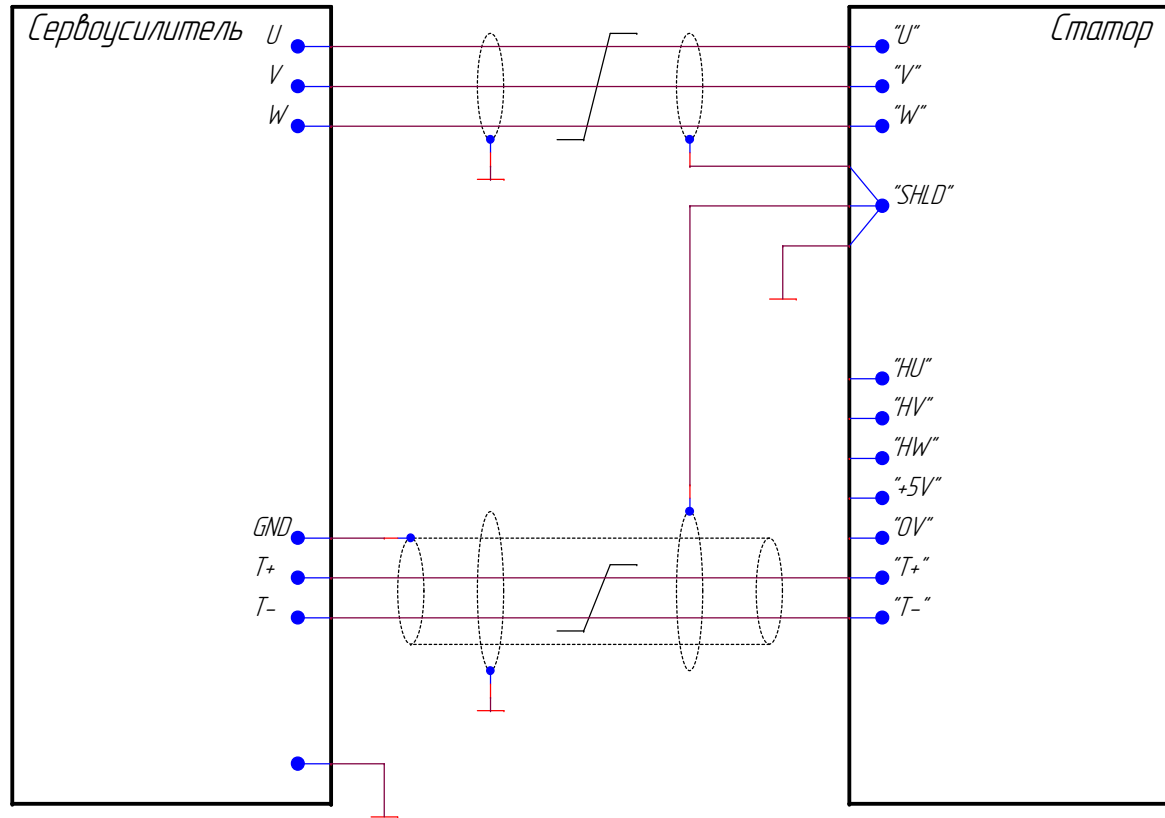 Сервоусилитель
Статор
U
V
W
"U"
"V"
"W"
"SHLD"
"HU"
"HV"
"HW"
"+5V"
"0V"
"T+"
"T-"
GND
T+
T-